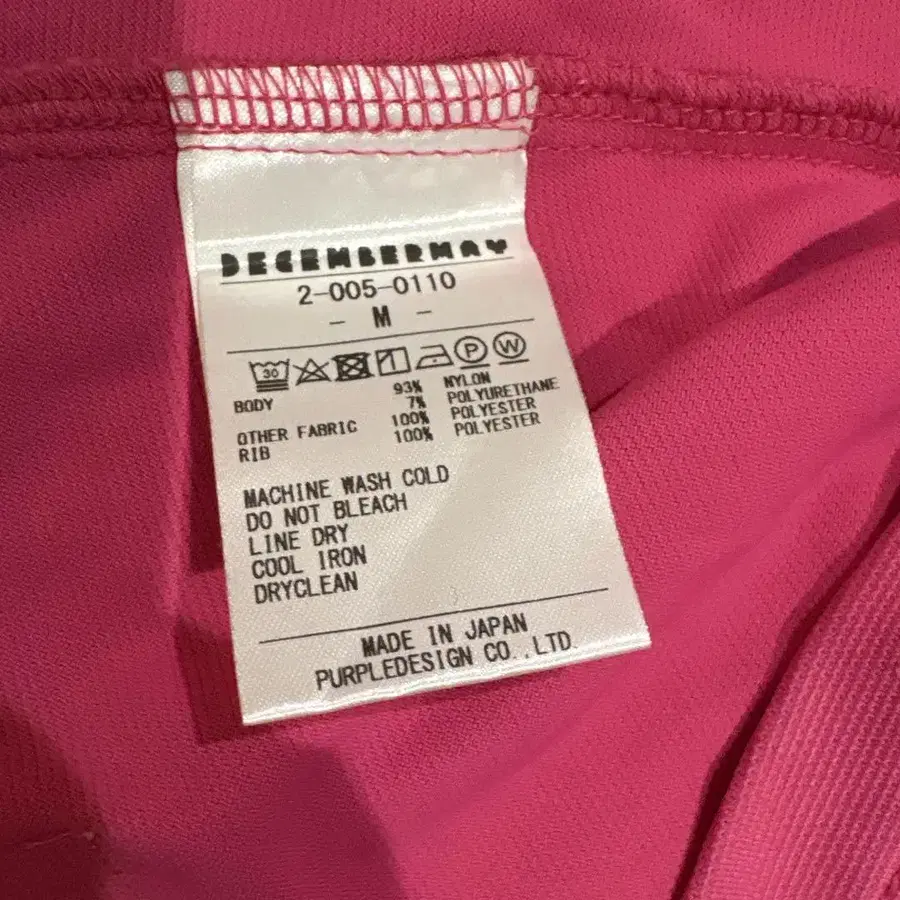 DECEMBERMAY
2-005-0110
- M -
30 P W
BODY 93% NYLON
7% POLYURETHANE
OTHER FABRIC 100% POLYESTER
RIB 100% POLYESTER
MACHINE WASH COLD
DO NOT BLEACH
LINE DRY
COOL IRON
DRYCLEAN
MADE IN JAPAN
PURPLEDESIGN CO.,LTD.